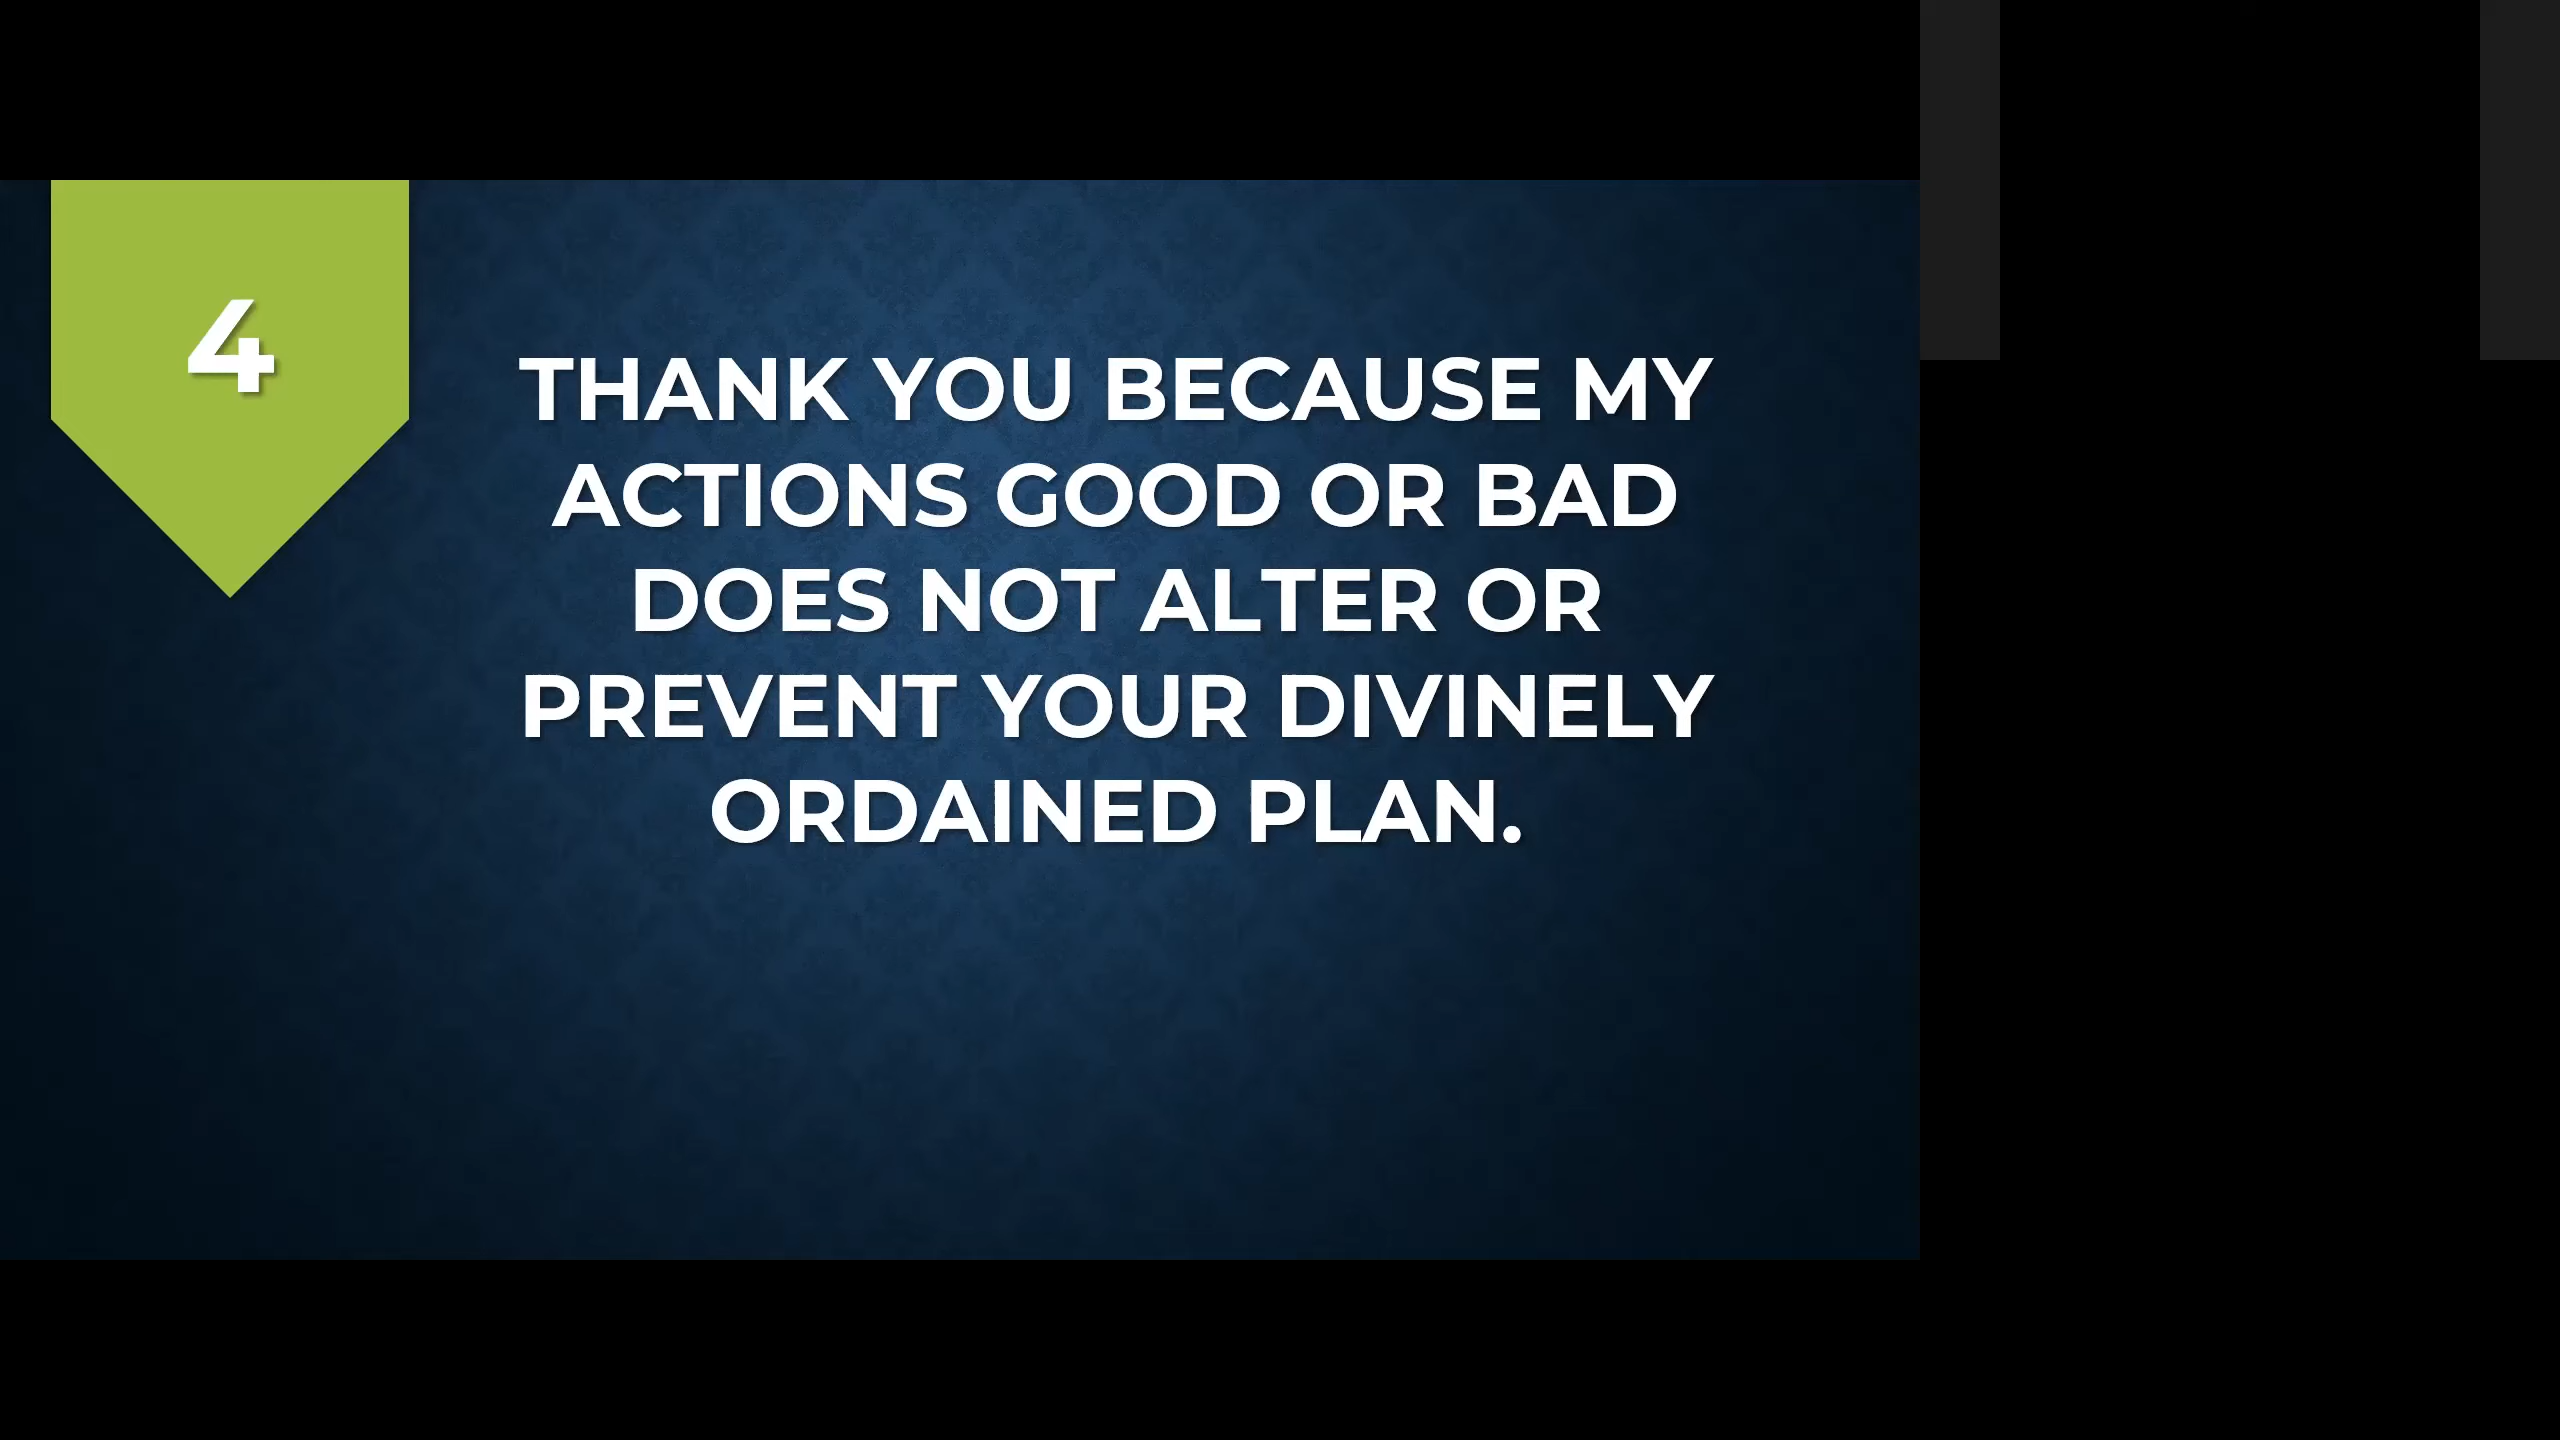 4
THANK YOU BECAUSE MY
ACTIONS GOOD OR BAD
DOES NOT ALTER OR
PREVENT YOUR DIVINELY
ORDAINED PLAN.